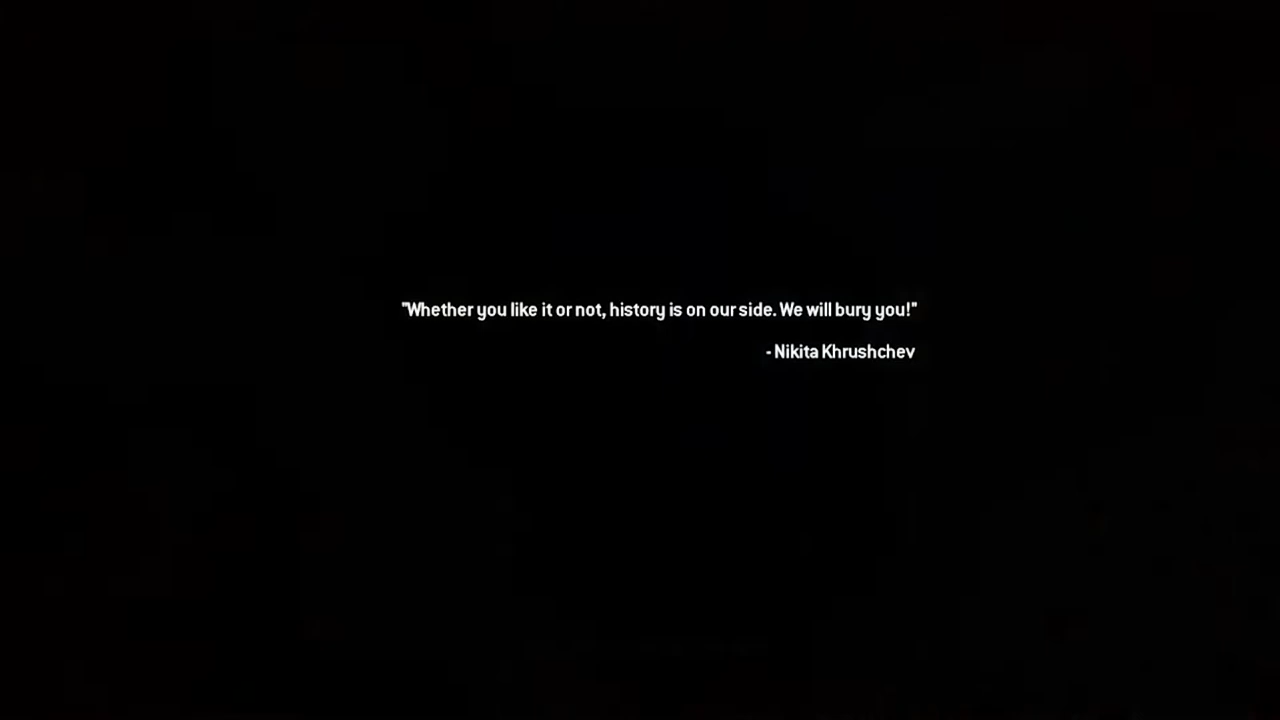 "Whether you like it or not, history is on our side. We will bury you!"
- Nikita Khrushchev